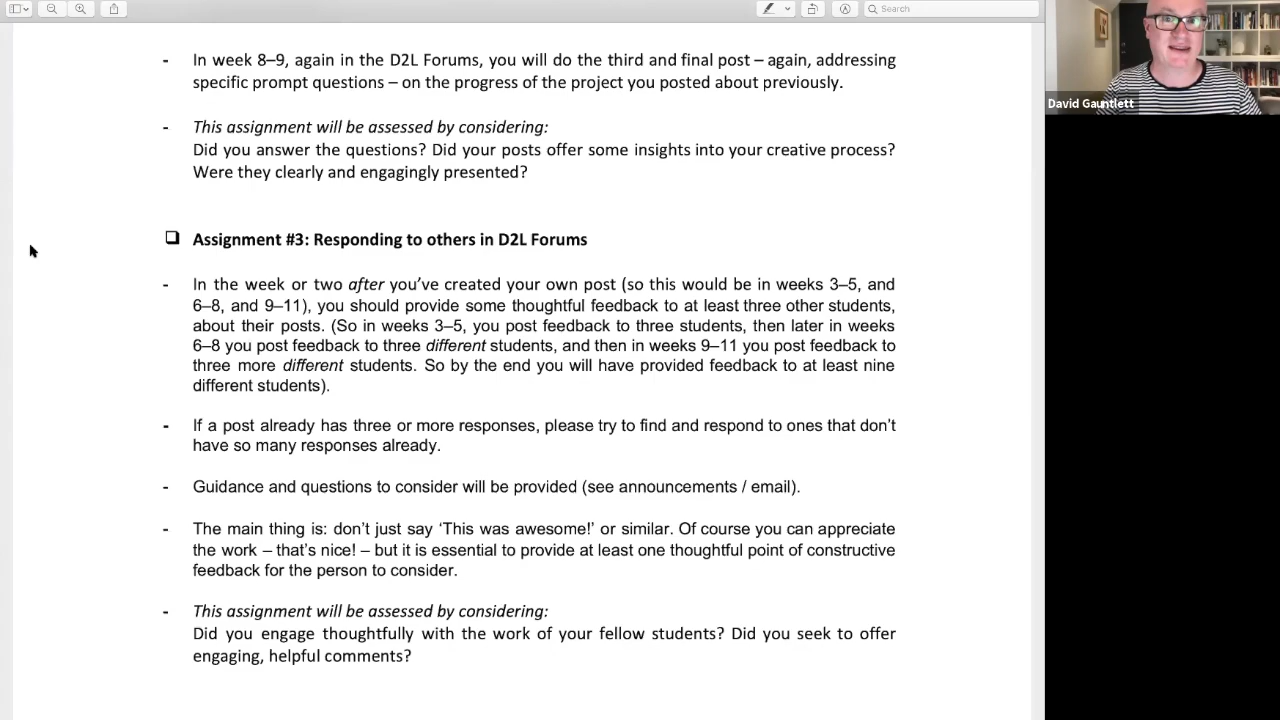 Search
In week 8–9, again in the D2L Forums, you will do the third and final post – again, addressing
specific prompt questions – on the progress of the project you posted about previously.
David Gauntlett
- This assignment will be assessed by considering:
Did you answer the questions? Did your posts offer some insights into your creative process?
Were they clearly and engagingly presented?
Assignment #3: Responding to others in D2L Forums
- In the week or two after you've created your own post (so this would be in weeks 3–5, and
6–8, and 9–11), you should provide some thoughtful feedback to at least three other students,
about their posts. (So in weeks 3–5, you post feedback to three students, then later in weeks
6–8 you post feedback to three different students, and then in weeks 9–11 you post feedback to
three more different students. So by the end you will have provided feedback to at least nine
different students).
- If a post already has three or more responses, please try to find and respond to ones that don't
have so many responses already.
- Guidance and questions to consider will be provided (see announcements / email).
- The main thing is: don't just say 'This was awesome!' or similar. Of course you can appreciate
the work – that's nice! – but it is essential to provide at least one thoughtful point of constructive
feedback for the person to consider.
- This assignment will be assessed by considering:
Did you engage thoughtfully with the work of your fellow students? Did you seek to offer
engaging, helpful comments?